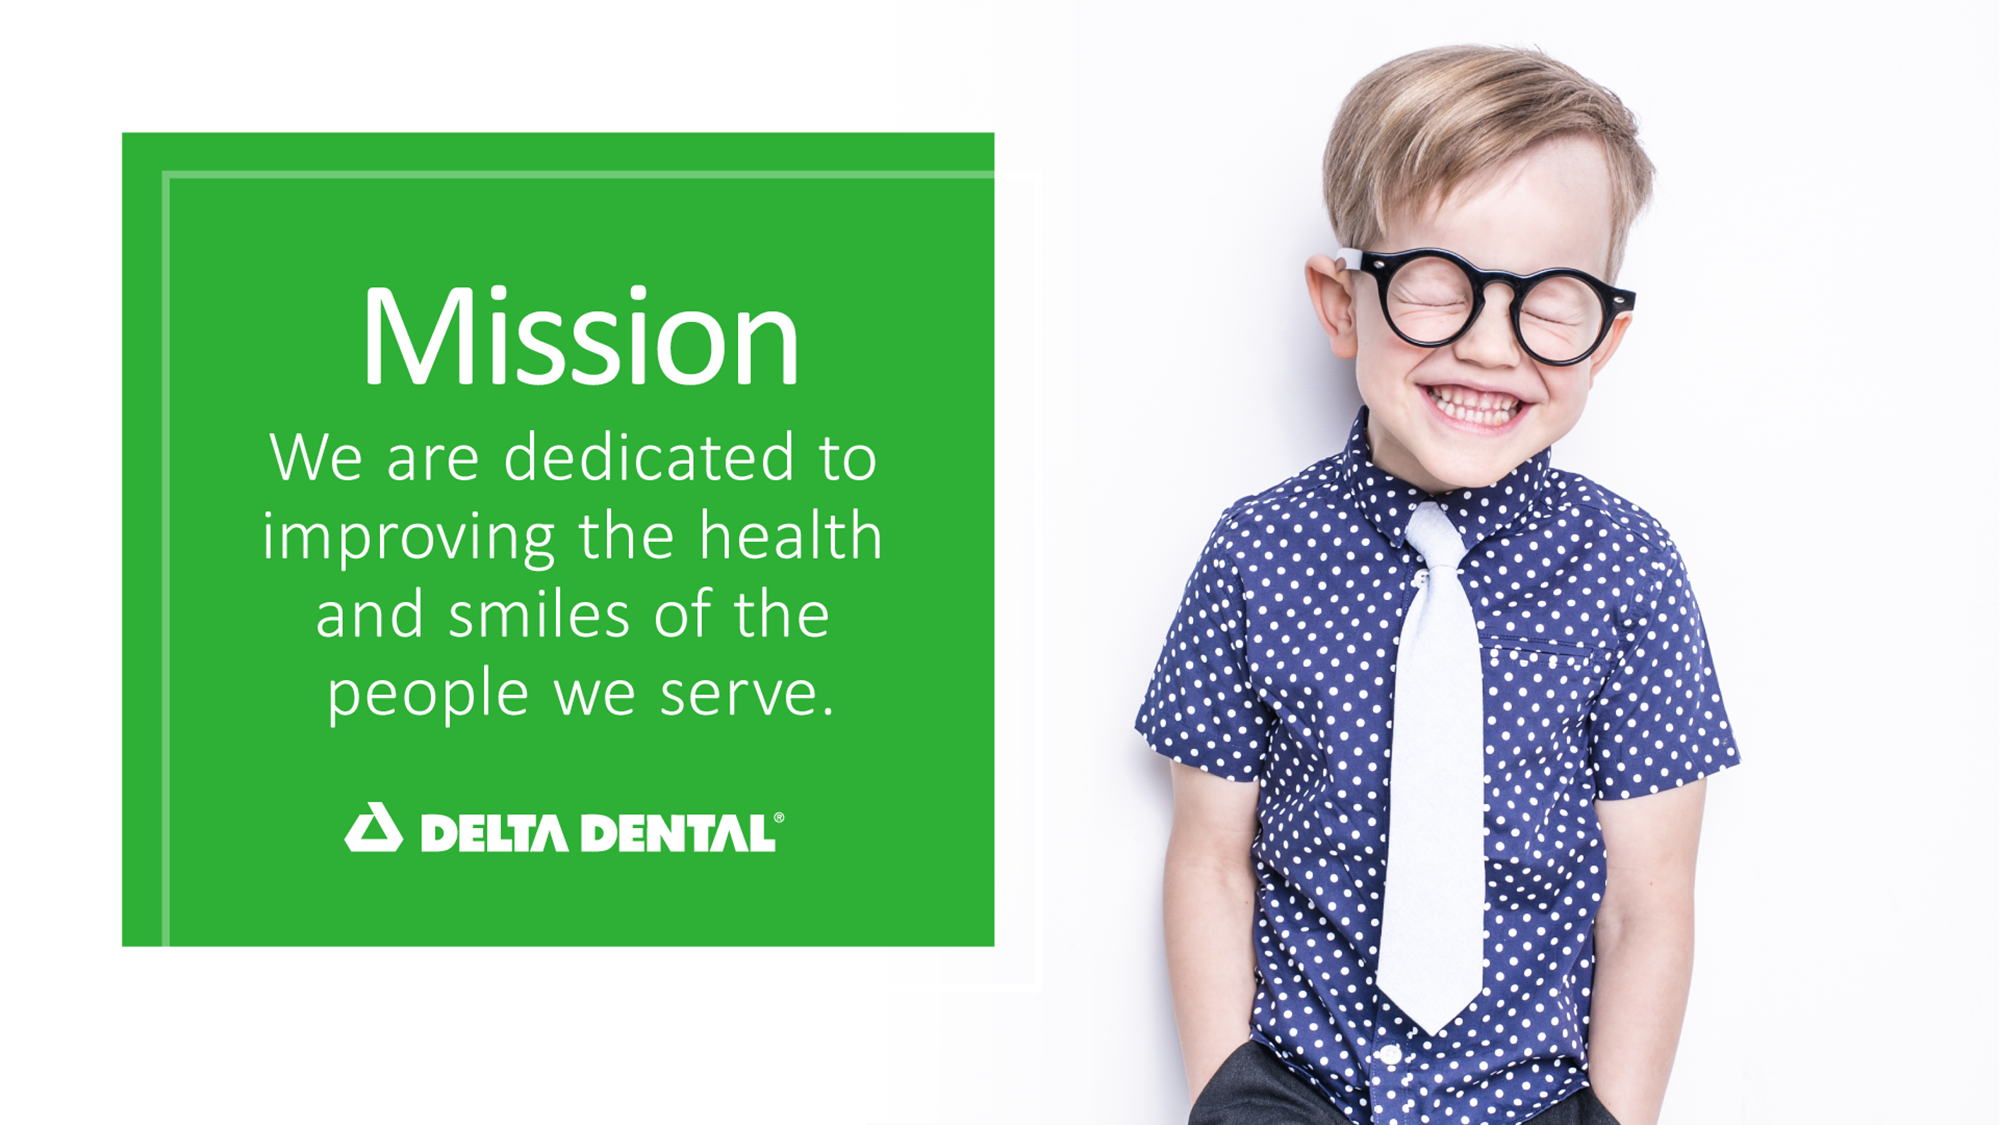 Mission
We are dedicated to
improving the health
and smiles of the
people we serve.
DELTA DENTAL®